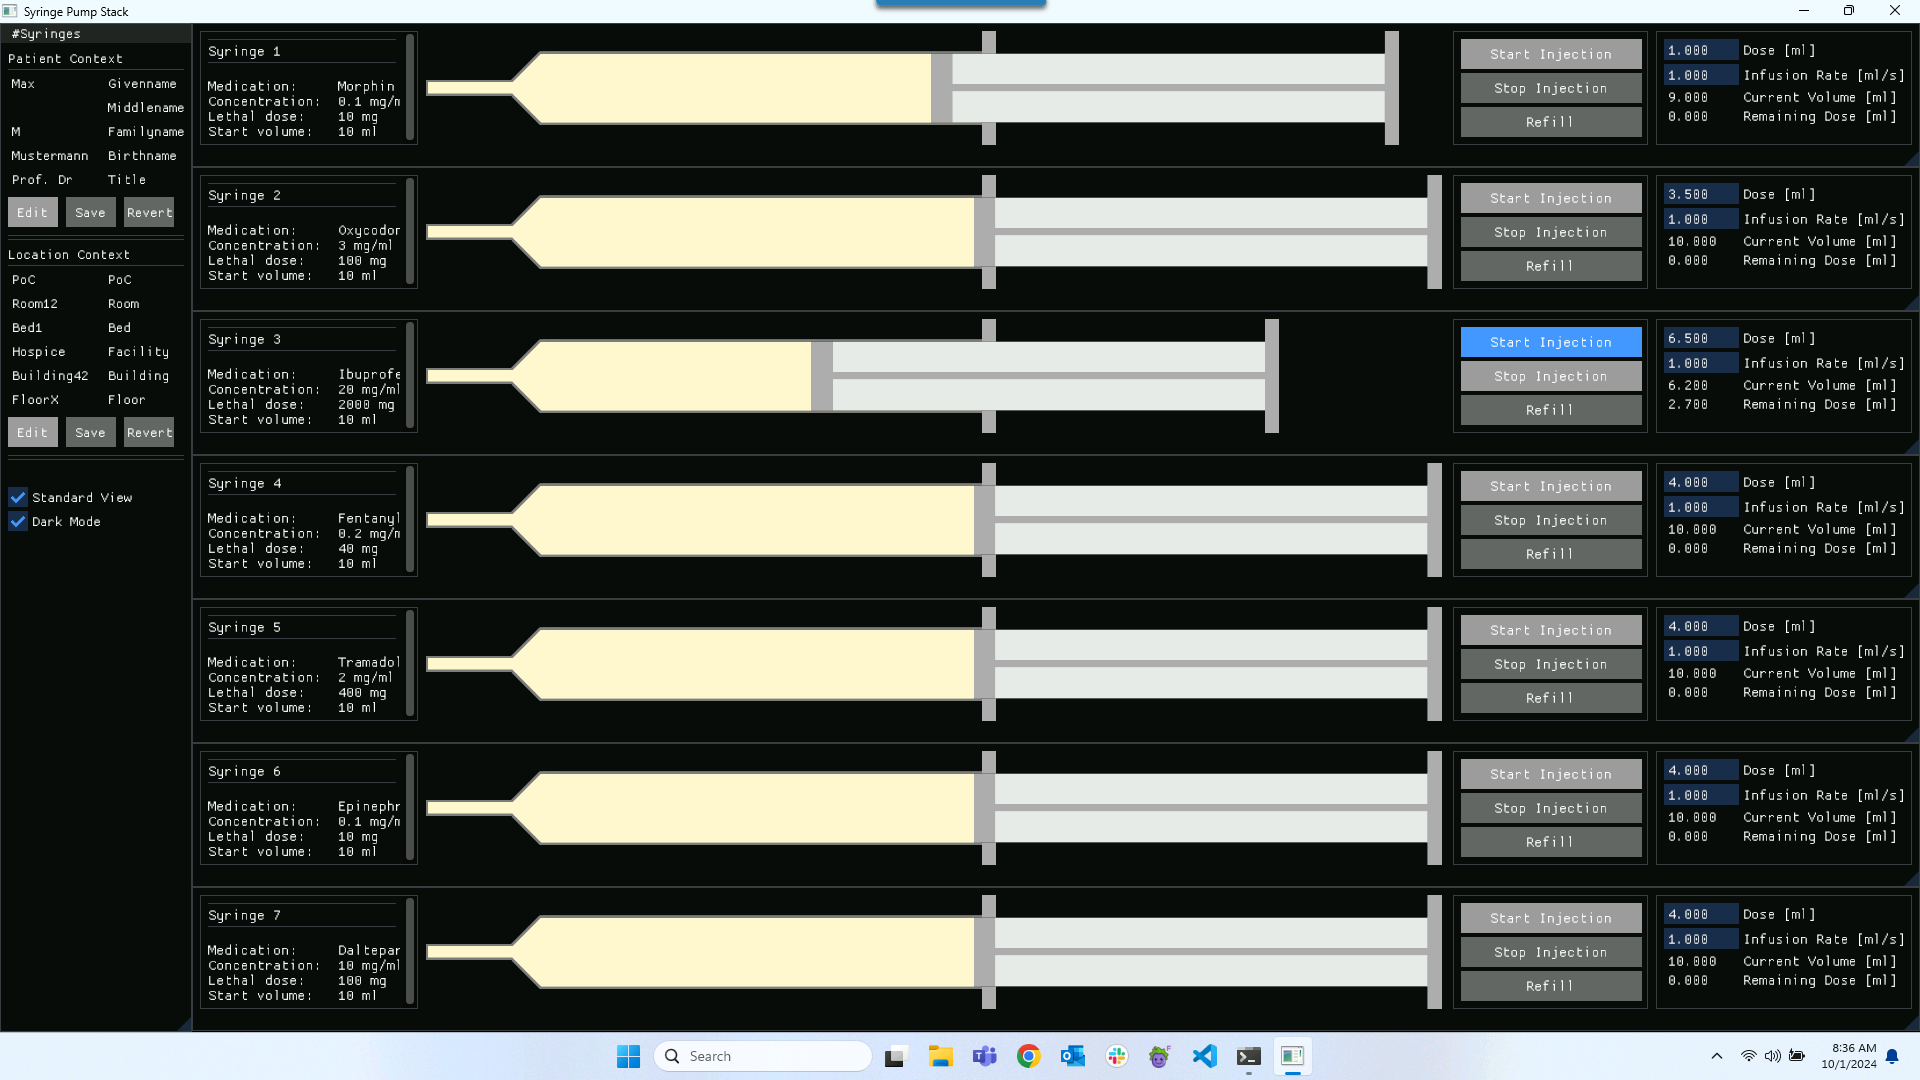 Syringe Pump Stack
#Syringes
Patient Context
Max Givenname
Middlename
M Familyname
Mustermann Birthname
Prof. Dr Title
Edit Save Revert
Location Context
PoC PoC
Room12 Room
Bed1 Bed
Hospice Facility
Building42 Building
FloorX Floor
Edit Save Revert
Standard View
Dark Mode
Syringe 1
Medication: Morphin
Concentration: 0.1 mg/m
Lethal dose: 10 mg
Start volume: 10 ml
Start Injection
Stop Injection
Refill
1.000 Dose [ml]
1.000 Infusion Rate [ml/s]
9.000 Current Volume [ml]
0.000 Remaining Dose [ml]
Syringe 2
Medication: Oxycodon
Concentration: 3 mg/ml
Lethal dose: 100 mg
Start volume: 10 ml
Start Injection
Stop Injection
Refill
3.500 Dose [ml]
1.000 Infusion Rate [ml/s]
10.000 Current Volume [ml]
0.000 Remaining Dose [ml]
Syringe 3
Medication: Ibuprofe
Concentration: 20 mg/ml
Lethal dose: 2000 mg
Start volume: 10 ml
Start Injection
Stop Injection
Refill
6.500 Dose [ml]
1.000 Infusion Rate [ml/s]
6.200 Current Volume [ml]
2.700 Remaining Dose [ml]
Syringe 4
Medication: Fentanyl
Concentration: 0.2 mg/m
Lethal dose: 40 mg
Start volume: 10 ml
Start Injection
Stop Injection
Refill
4.000 Dose [ml]
1.000 Infusion Rate [ml/s]
10.000 Current Volume [ml]
0.000 Remaining Dose [ml]
Syringe 5
Medication: Tramadol
Concentration: 2 mg/ml
Lethal dose: 400 mg
Start volume: 10 ml
Start Injection
Stop Injection
Refill
4.000 Dose [ml]
1.000 Infusion Rate [ml/s]
10.000 Current Volume [ml]
0.000 Remaining Dose [ml]
Syringe 6
Medication: Epinephr
Concentration: 0.1 mg/m
Lethal dose: 10 mg
Start volume: 10 ml
Start Injection
Stop Injection
Refill
4.000 Dose [ml]
1.000 Infusion Rate [ml/s]
10.000 Current Volume [ml]
0.000 Remaining Dose [ml]
Syringe 7
Medication: Daltepar
Concentration: 10 mg/ml
Lethal dose: 100 mg
Start volume: 10 ml
Start Injection
Stop Injection
Refill
4.000 Dose [ml]
1.000 Infusion Rate [ml/s]
10.000 Current Volume [ml]
0.000 Remaining Dose [ml]
Search
8:36 AM
10/1/2024